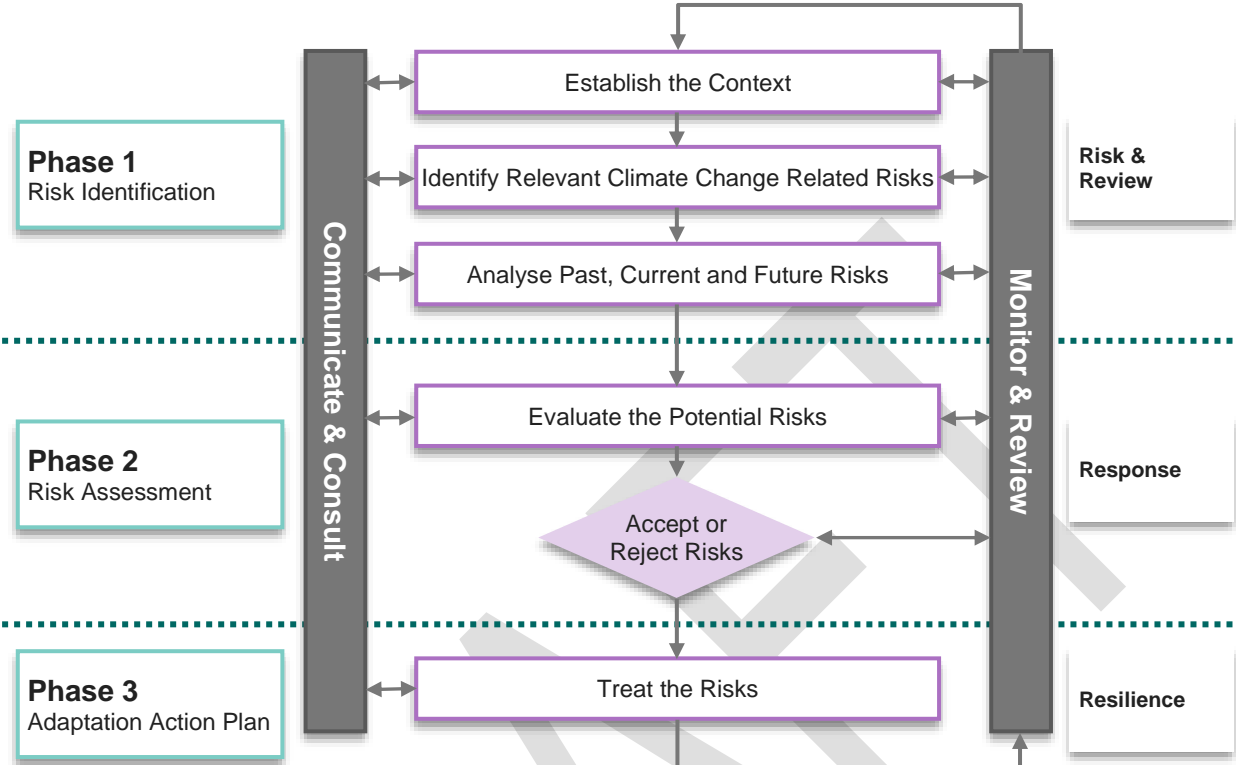 Establish the Context
Phase 1
Risk Identification
Identify Relevant Climate Change Related Risks
Risk &
Review
Analyse Past, Current and Future Risks
Communicate & Consult
Monitor & Review
Evaluate the Potential Risks
Phase 2
Risk Assessment
Response
Accept or
Reject Risks
Phase 3
Adaptation Action Plan
Treat the Risks
Resilience